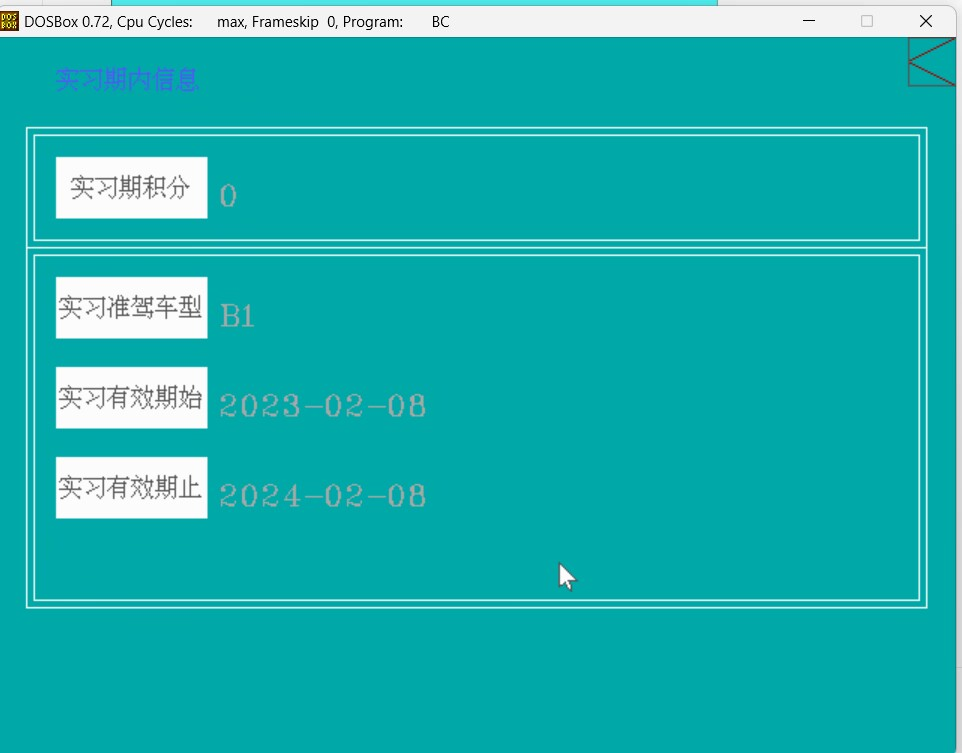 DOSBox 0.72, Cpu Cycles: max, Frameskip 0, Program: BC
实习期内信息
实习期积分 0
实习准驾车型 B1
实习有效期始 2023-02-08
实习有效期止 2024-02-08